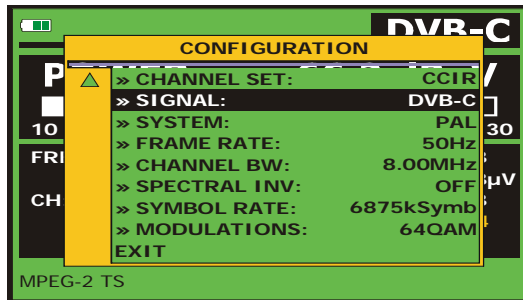 DVB-C
CONFIGURATION
» CHANNEL SET: CCIR
» SIGNAL: DVB-C
» SYSTEM: PAL
10
30
» FRAME RATE: 50Hz
FRE
» CHANNEL BW: 8.00MHz
» SPECTRAL INV: OFF
µV
CH
» SYMBOL RATE: 6875kSymb
» MODULATIONS: 64QAM
EXIT
MPEG-2 TS